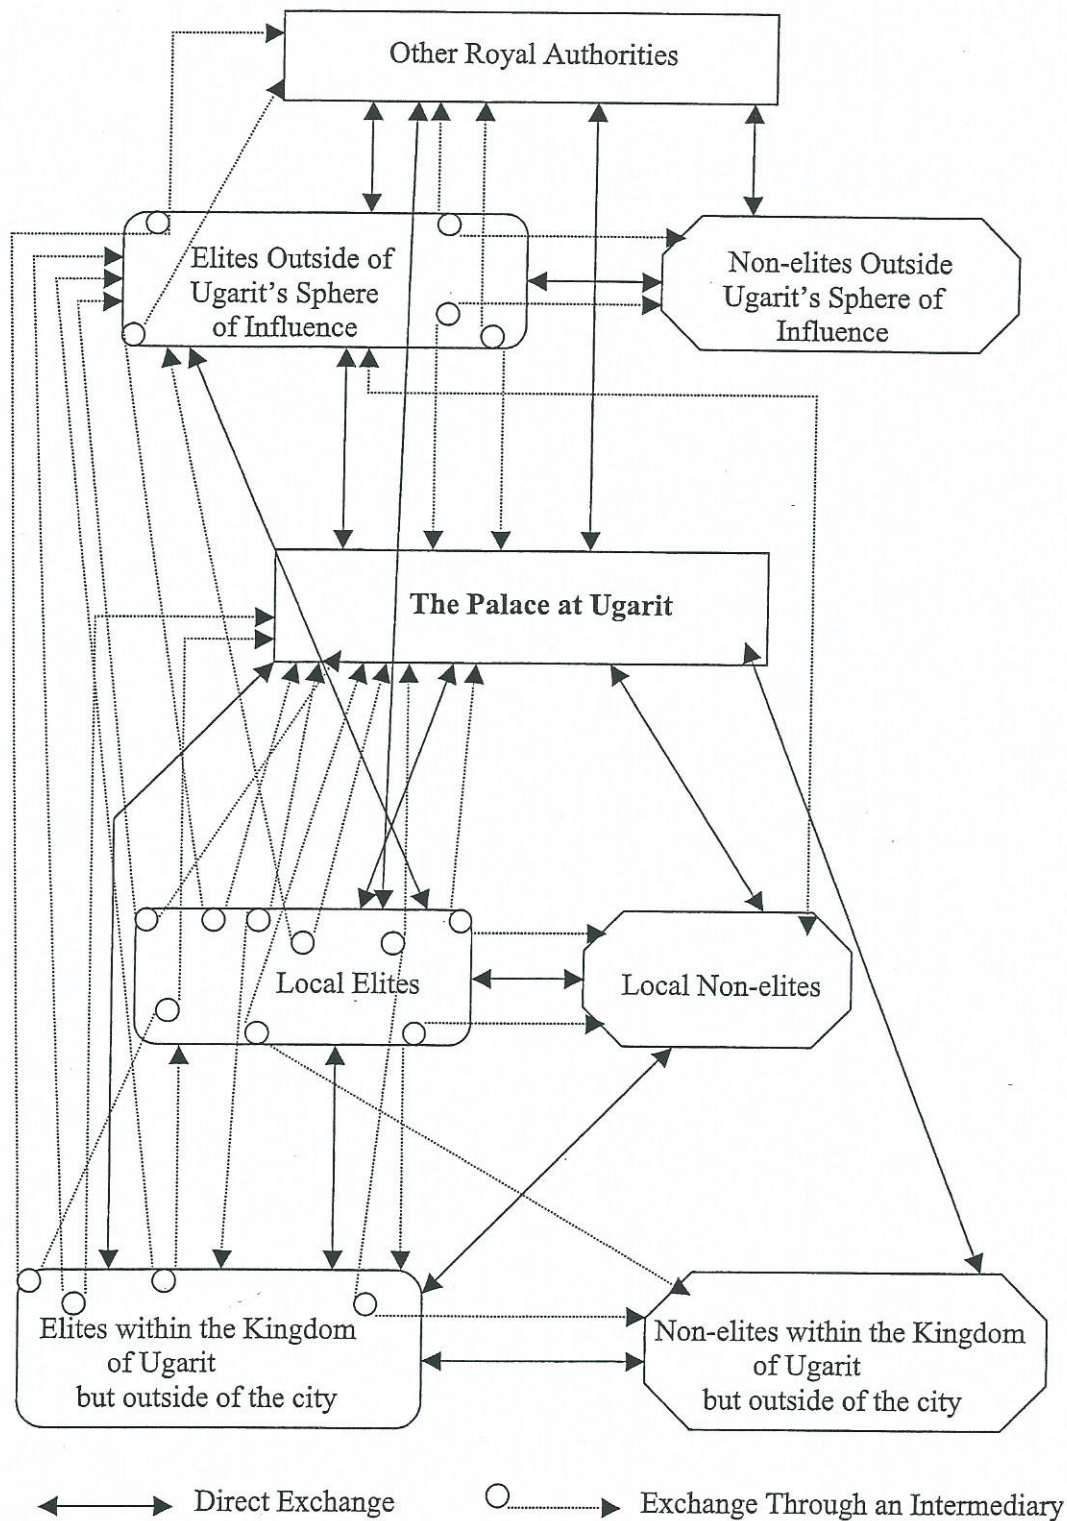 Other Royal Authorities
Elites Outside of
Ugarit's Sphere
of Influence
Non-elites Outside
Ugarit's Sphere of
Influence
The Palace at Ugarit
Local Elites
Local Non-elites
Elites within the Kingdom
of Ugarit
but outside of the city
Non-elites within the Kingdom
of Ugarit
but outside of the city
Direct Exchange
Exchange Through an Intermediary